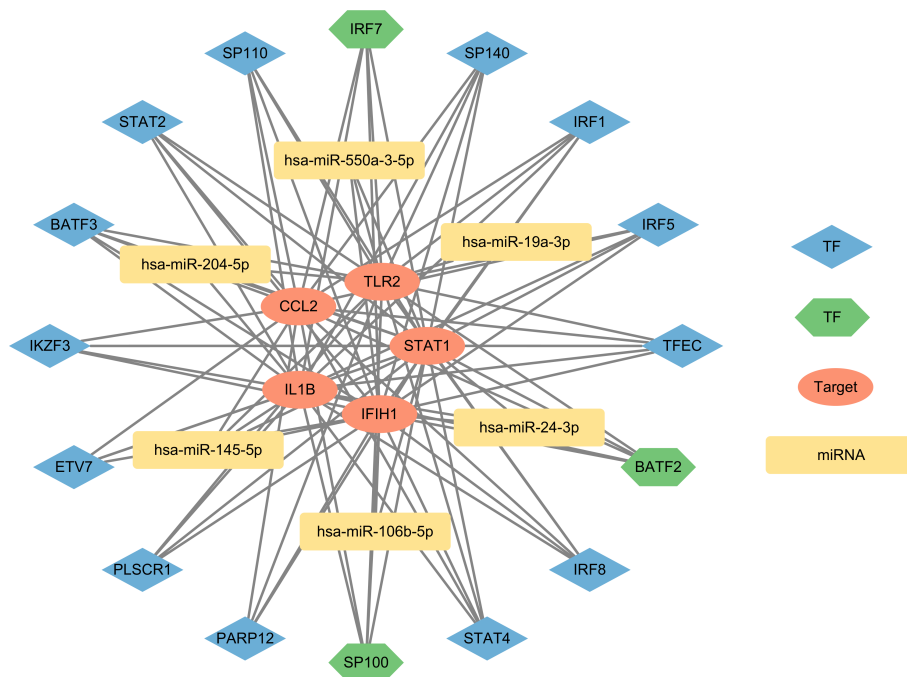 IRF7
SP110
SP140
STAT2
IRF1
hsa-miR-550a-3-5p
BATF3
IRF5
hsa-miR-19a-3p
TF
hsa-miR-204-5p
TLR2
CCL2
TF
IKZF3
STAT1
TFEC
IL1B
Target
IFIH1
hsa-miR-24-3p
hsa-miR-145-5p
miRNA
ETV7
BATF2
hsa-miR-106b-5p
PLSCR1
IRF8
PARP12
STAT4
SP100